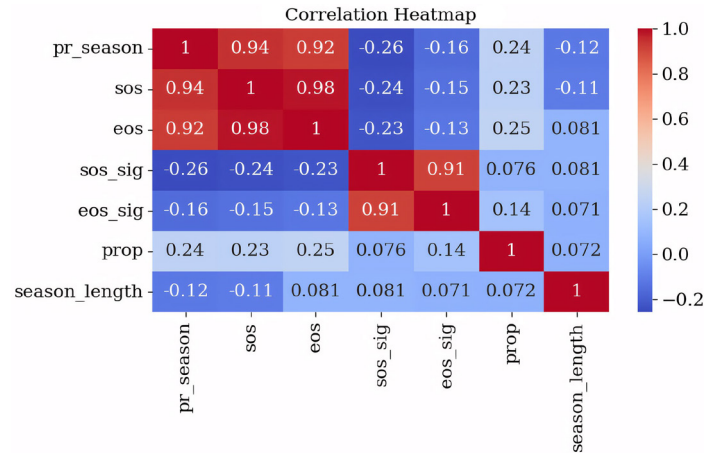 Correlation Heatmap
pr_season 1 0.94 0.92 -0.26 -0.16 0.24 -0.12
sos 0.94 1 0.98 -0.24 -0.15 0.23 -0.11
eos 0.92 0.98 1 -0.23 -0.13 0.25 0.081
sos_sig -0.26 -0.24 -0.23 1 0.91 0.076 0.081
eos_sig -0.16 -0.15 -0.13 0.91 1 0.14 0.071
prop 0.24 0.23 0.25 0.076 0.14 1 0.072
season_length -0.12 -0.11 0.081 0.081 0.071 0.072 1
pr_season sos eos sos_sig eos_sig prop season_length
1.0
0.8
0.6
0.4
0.2
0.0
−0.2